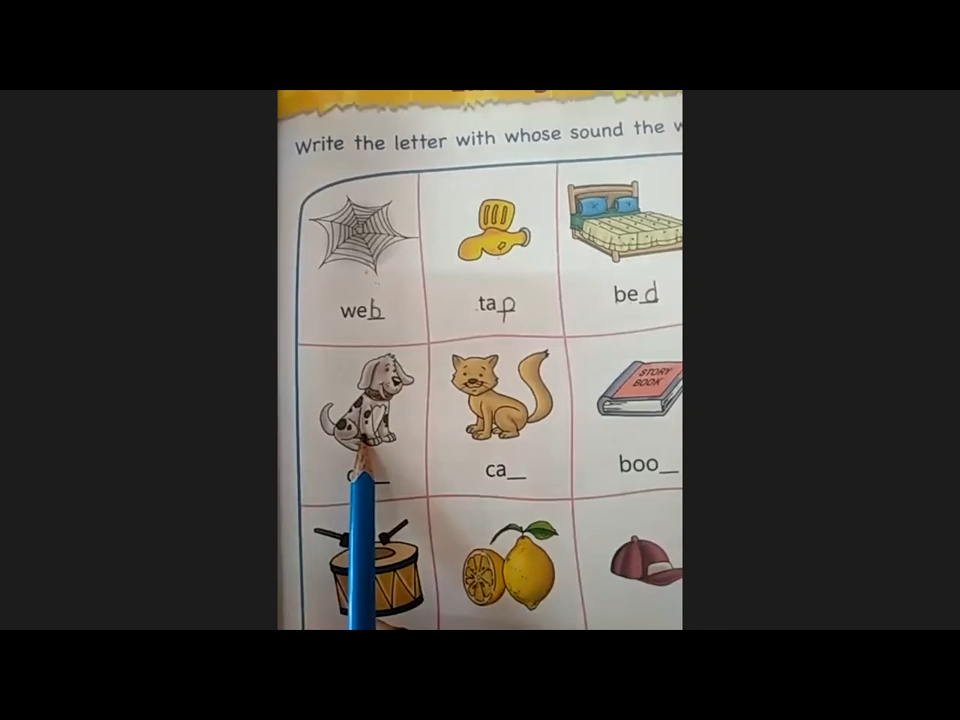 Write the letter with whose sound the
web
tap
bed
STORY
BOOK
ca_
boo_